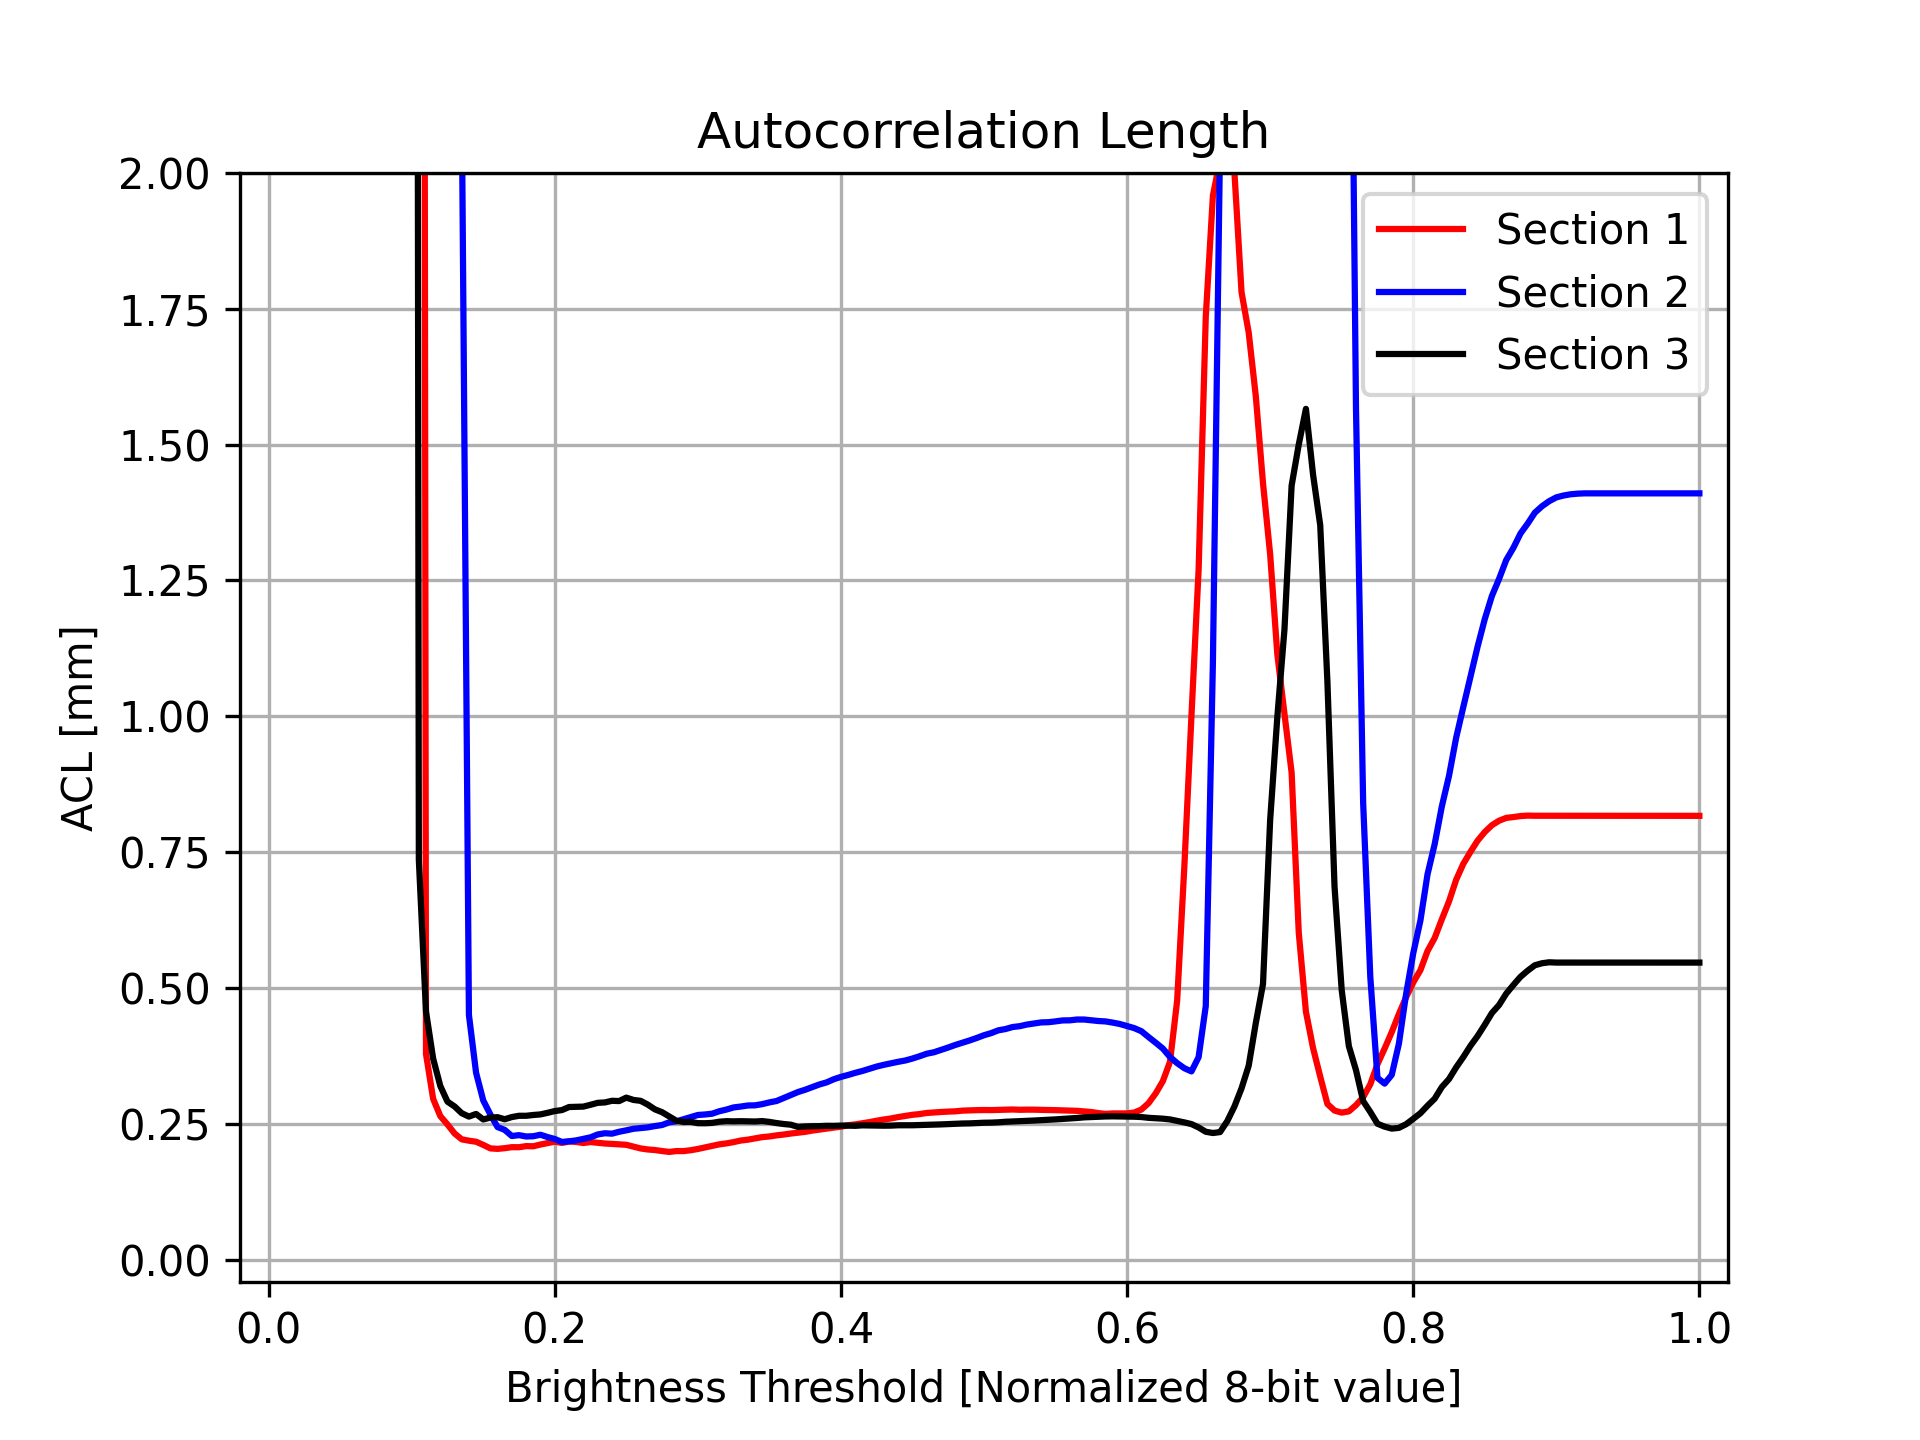 Autocorrelation Length
2.00
1.75
1.50
1.25
1.00
0.75
0.50
0.25
0.00
ACL [mm]
Section 1
Section 2
Section 3
0.0 0.2 0.4 0.6 0.8 1.0
Brightness Threshold [Normalized 8-bit value]